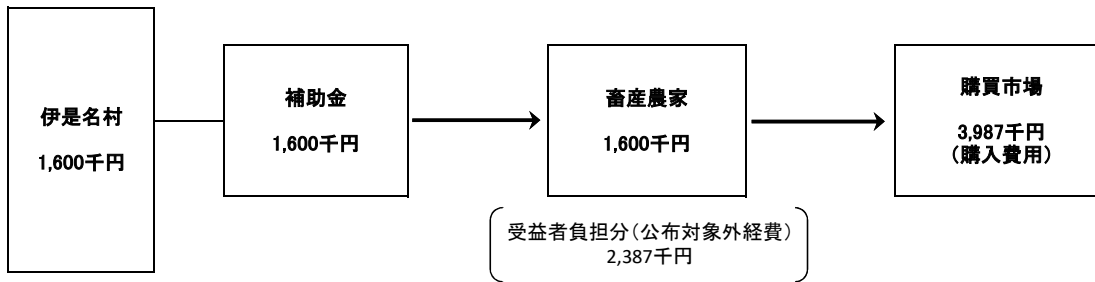 伊是名村
1,600千円
補助金
1,600千円
畜産農家
1,600千円
購買市場
3,987千円
（購入費用）
受益者負担分（公布対象外経費）
2,387千円